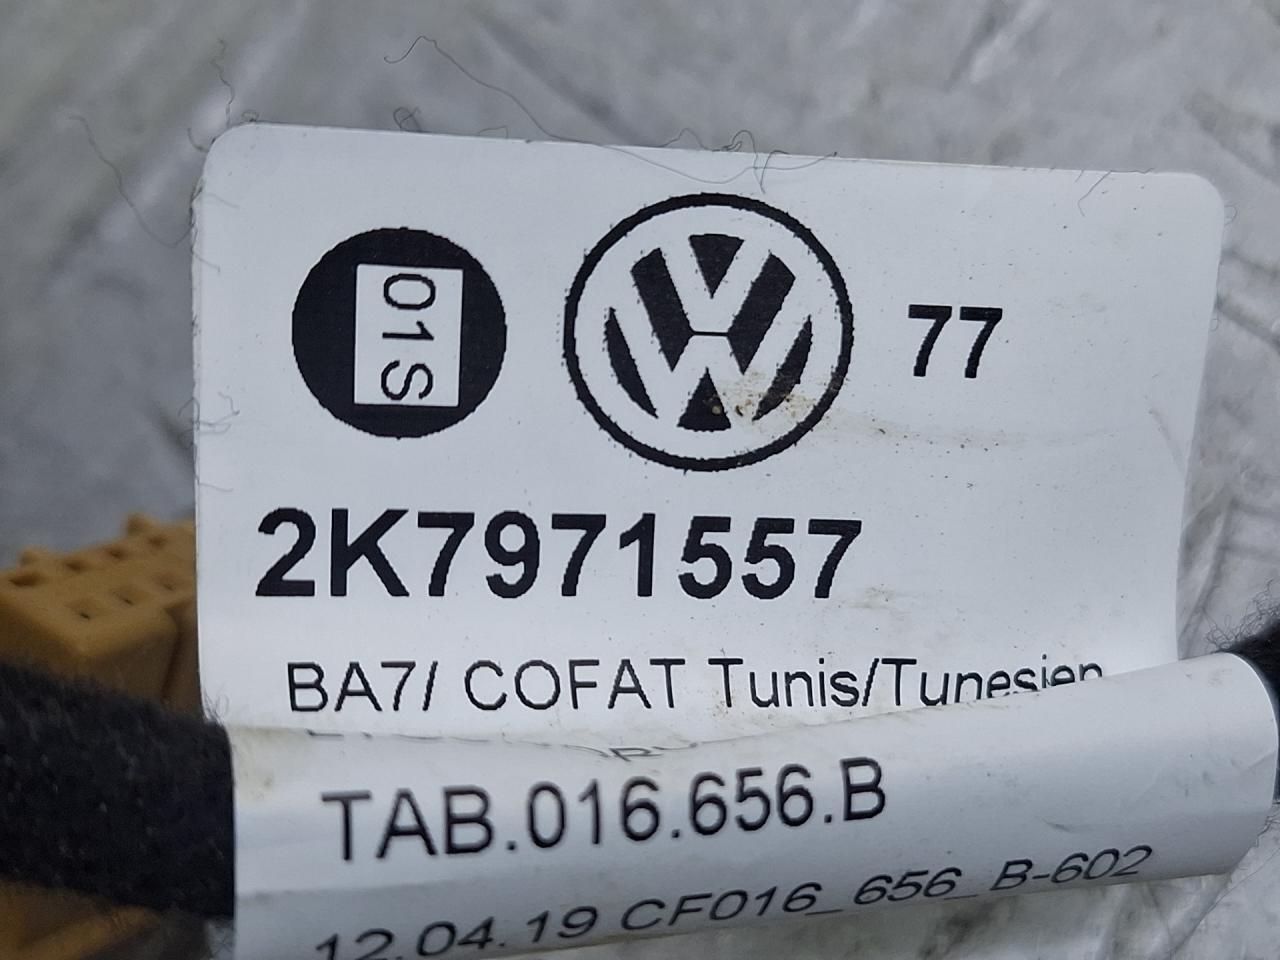 01S
77
2K7971557
BA7/ COFAT Tunis/Tunesien
TAB.016.656.B
12.04.19 CF016_656_B-602